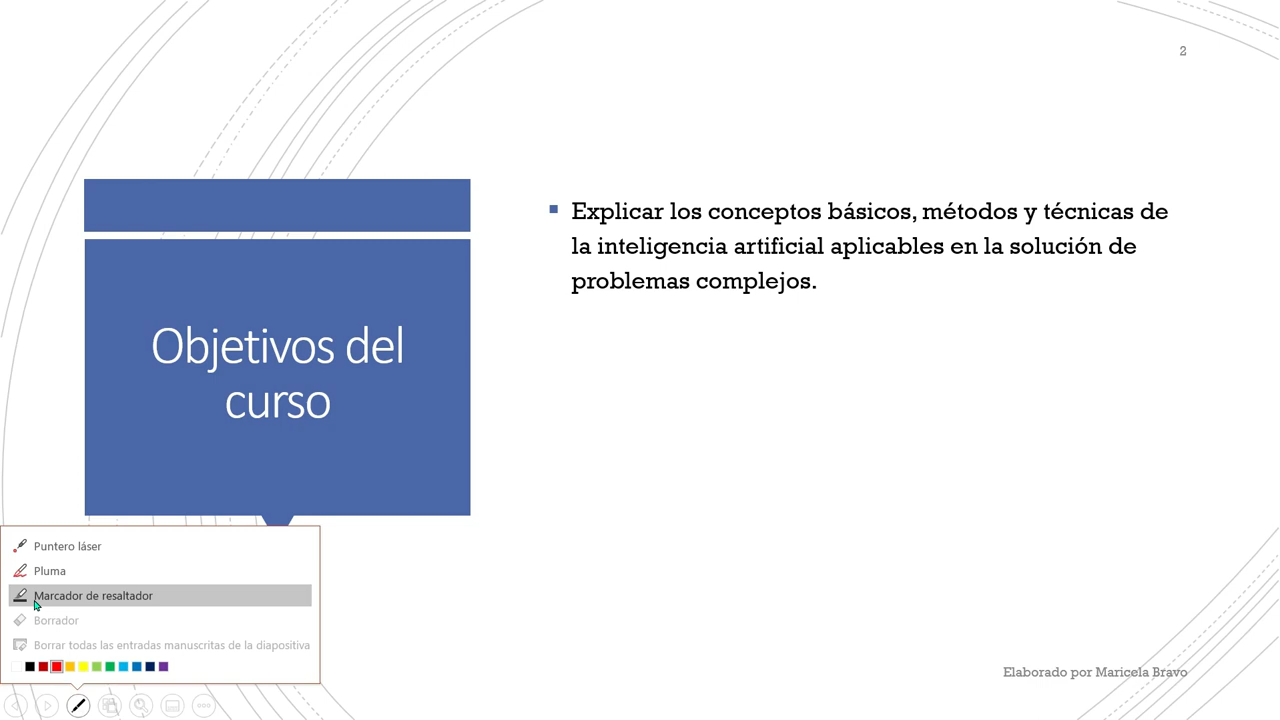 2
Objetivos del
curso
Explicar los conceptos básicos, métodos y técnicas de
la inteligencia artificial aplicables en la solución de
problemas complejos.
Puntero láser
Pluma
Marcador de resaltador
Borrador
Borrar todas las entradas manuscritas de la diapositiva
Elaborado por Maricela Bravo